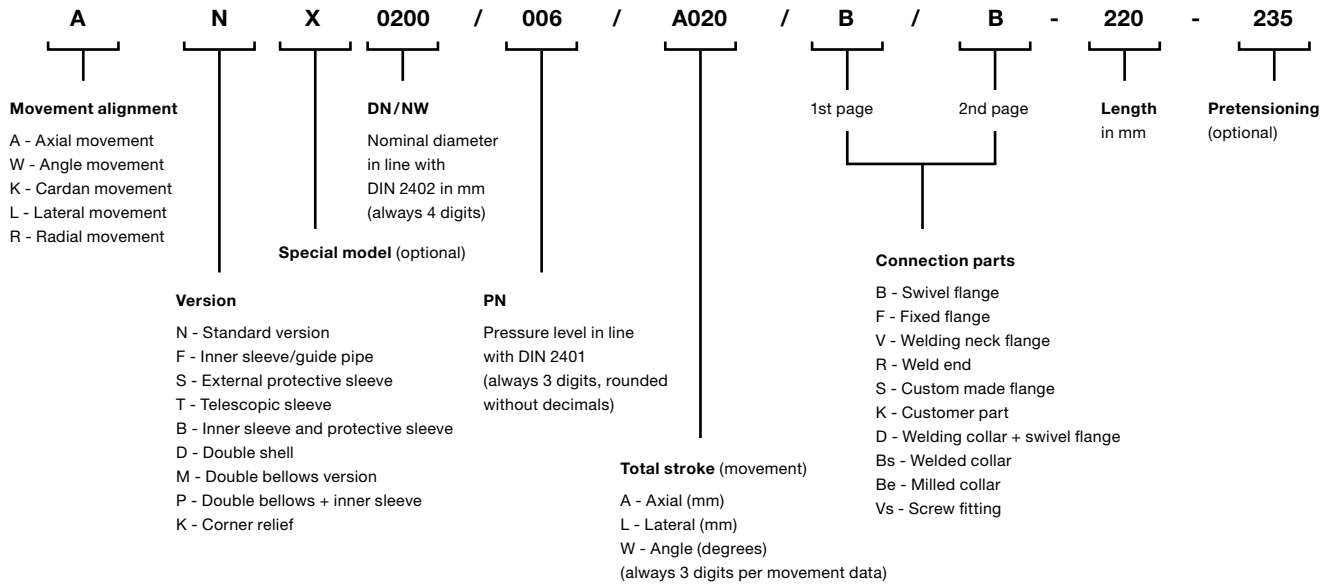 A N X 0200 / 006 / A020 / B / B - 220 - 235
Movement alignment
A - Axial movement
W - Angle movement
K - Cardan movement
L - Lateral movement
R - Radial movement
DN/NW
Nominal diameter
in line with
DIN 2402 in mm
(always 4 digits)
1st page
2nd page
Length
in mm
Pretensioning
(optional)
Special model (optional)
Version
N - Standard version
F - Inner sleeve/guide pipe
S - External protective sleeve
T - Telescopic sleeve
B - Inner sleeve and protective sleeve
D - Double shell
M - Double bellows version
P - Double bellows + inner sleeve
K - Corner relief
PN
Pressure level in line
with DIN 2401
(always 3 digits, rounded
without decimals)
Total stroke (movement)
A - Axial (mm)
L - Lateral (mm)
W - Angle (degrees)
(always 3 digits per movement data)
Connection parts
B - Swivel flange
F - Fixed flange
V - Welding neck flange
R - Weld end
S - Custom made flange
K - Customer part
D - Welding collar + swivel flange
Bs - Welded collar
Be - Milled collar
Vs - Screw fitting